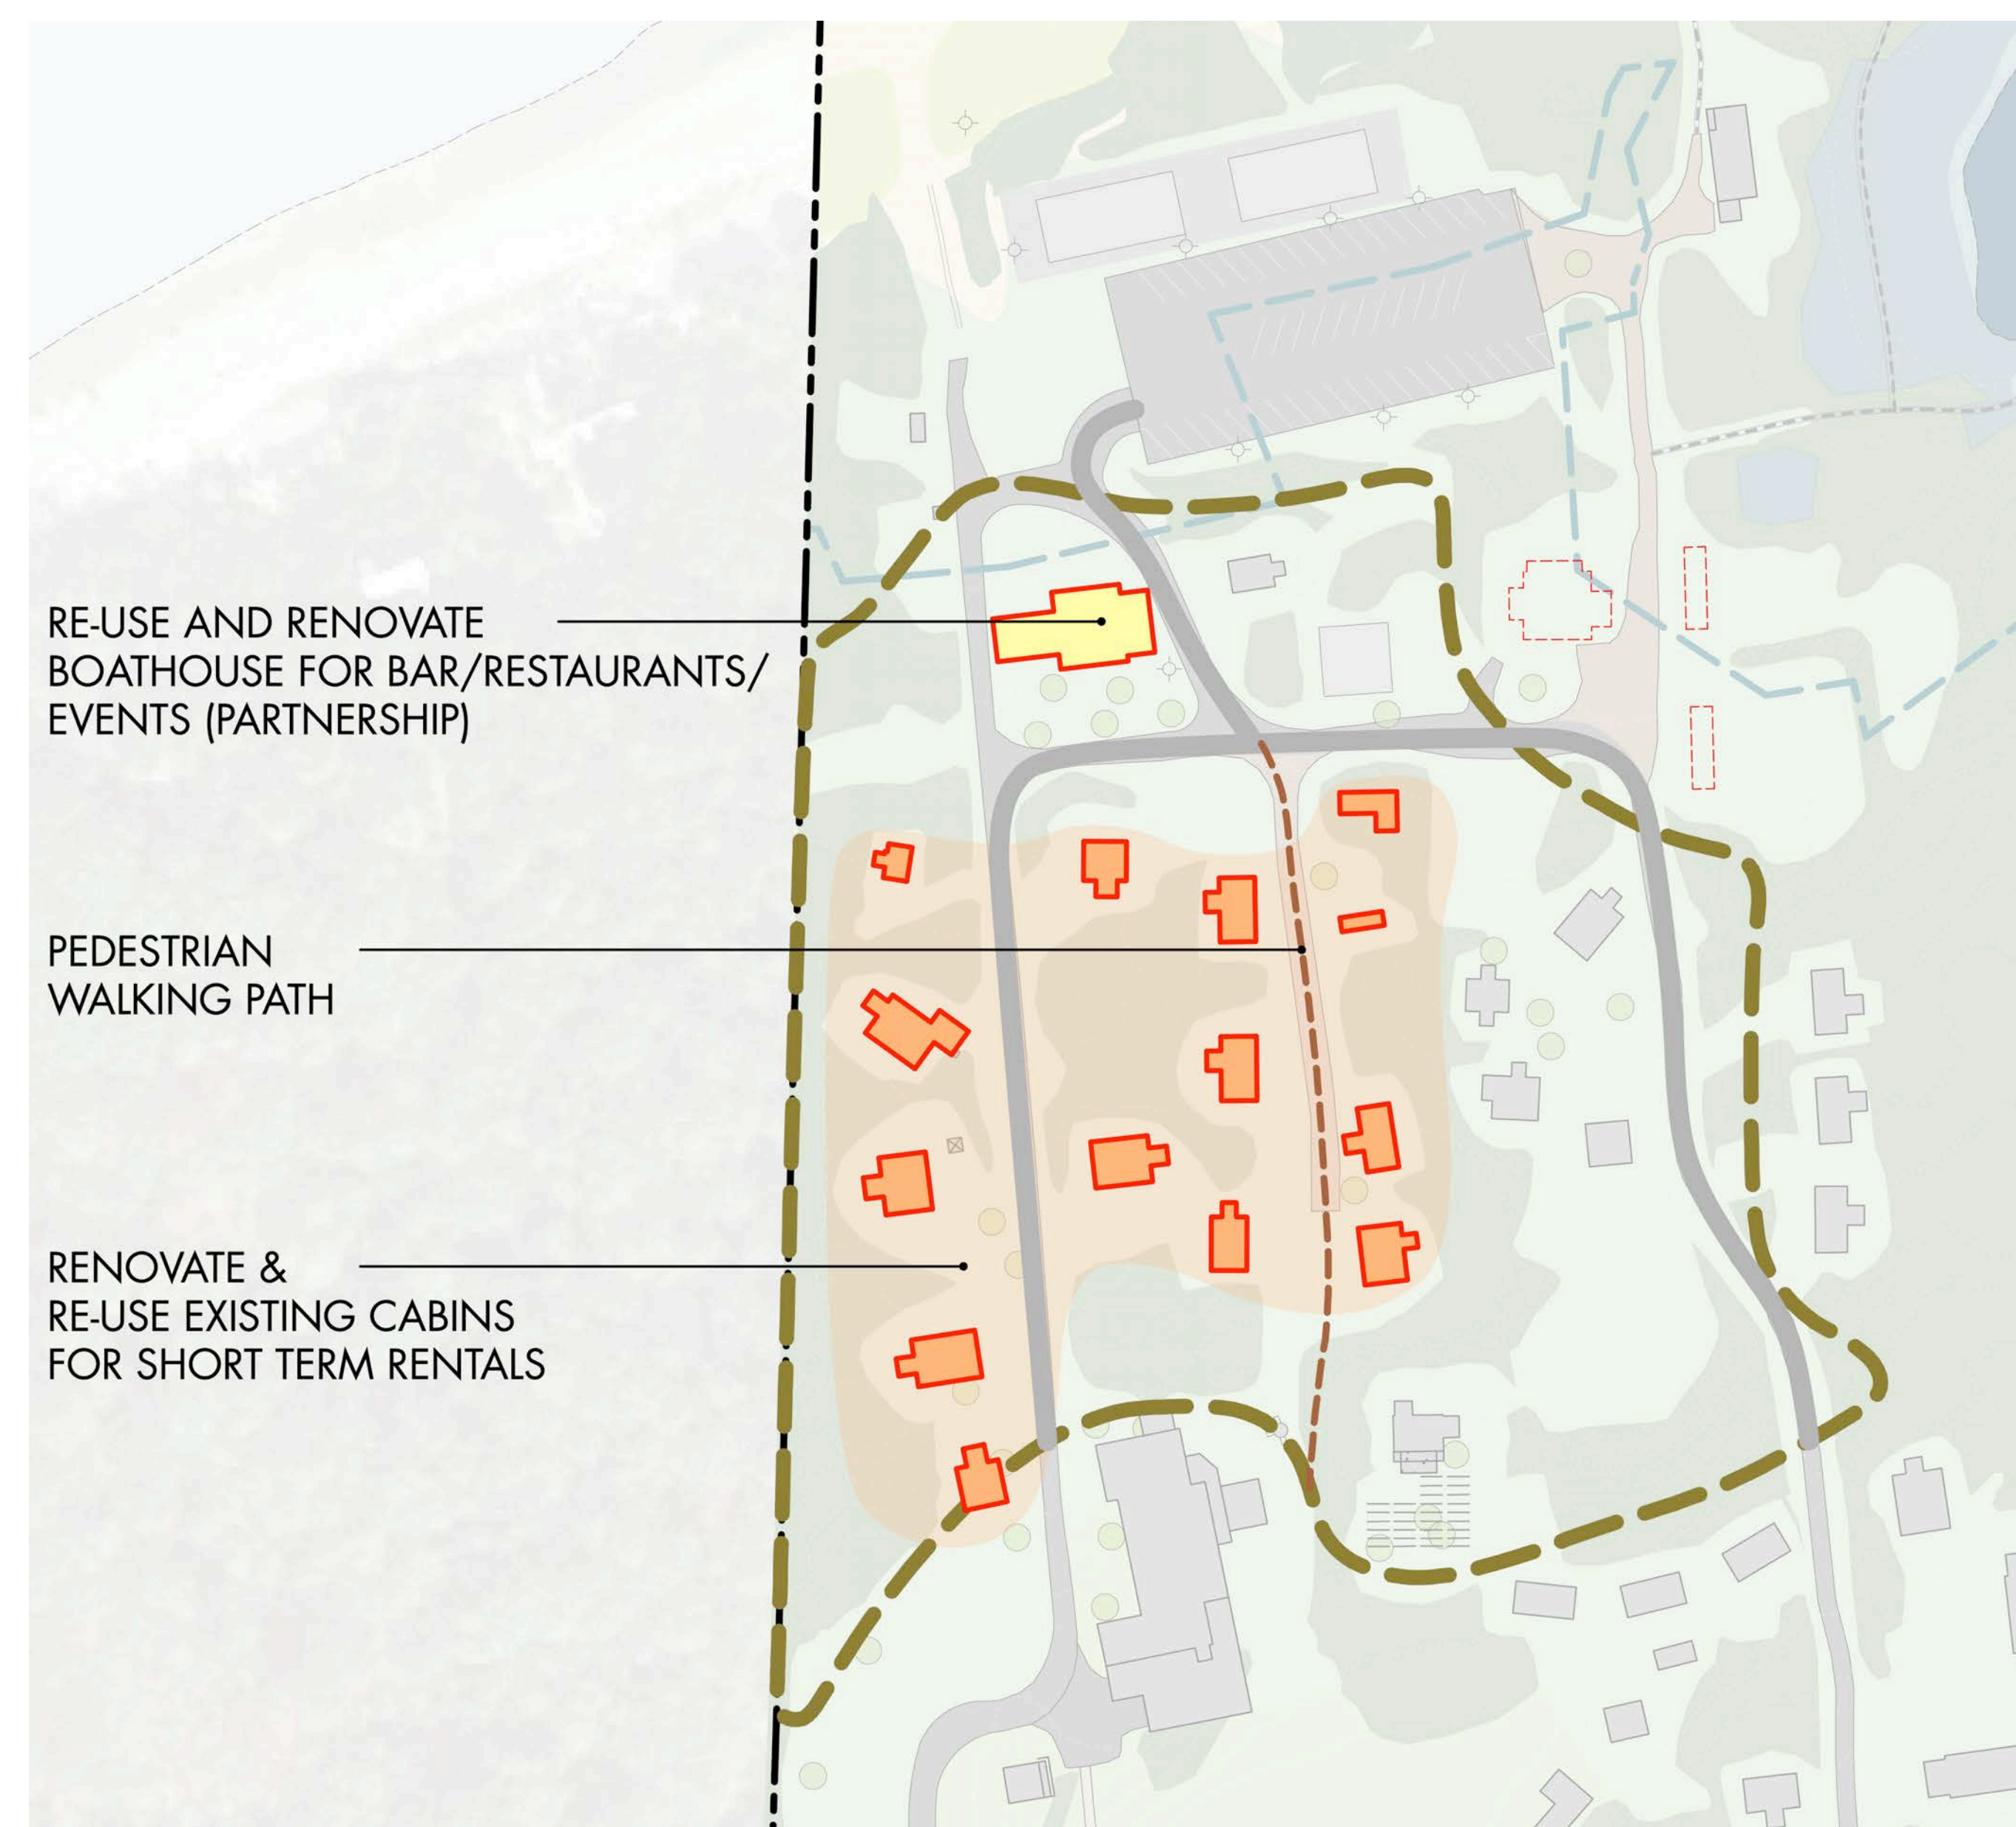 RE-USE AND RENOVATE
BOATHOUSE FOR BAR/RESTAURANTS/
EVENTS (PARTNERSHIP)
PEDESTRIAN
WALKING PATH
RENOVATE &
RE-USE EXISTING CABINS
FOR SHORT TERM RENTALS